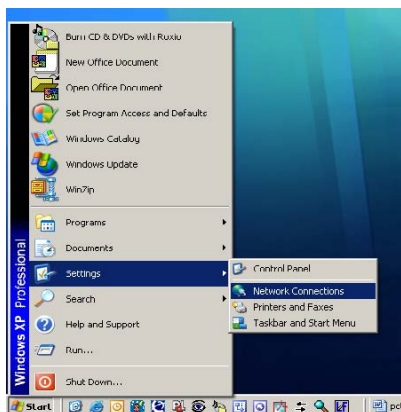 Burn CD & DVDs with Roxio
New Office Document
Open Office Document
Set Program Access and Defaults
Windows Catalog
Windows Update
WinZip
Programs
Documents
Settings
Search
Help and Support
Run...
Shut Down...
Windows XP Professional
Control Panel
Network Connections
Printers and Faxes
Taskbar and Start Menu
Start